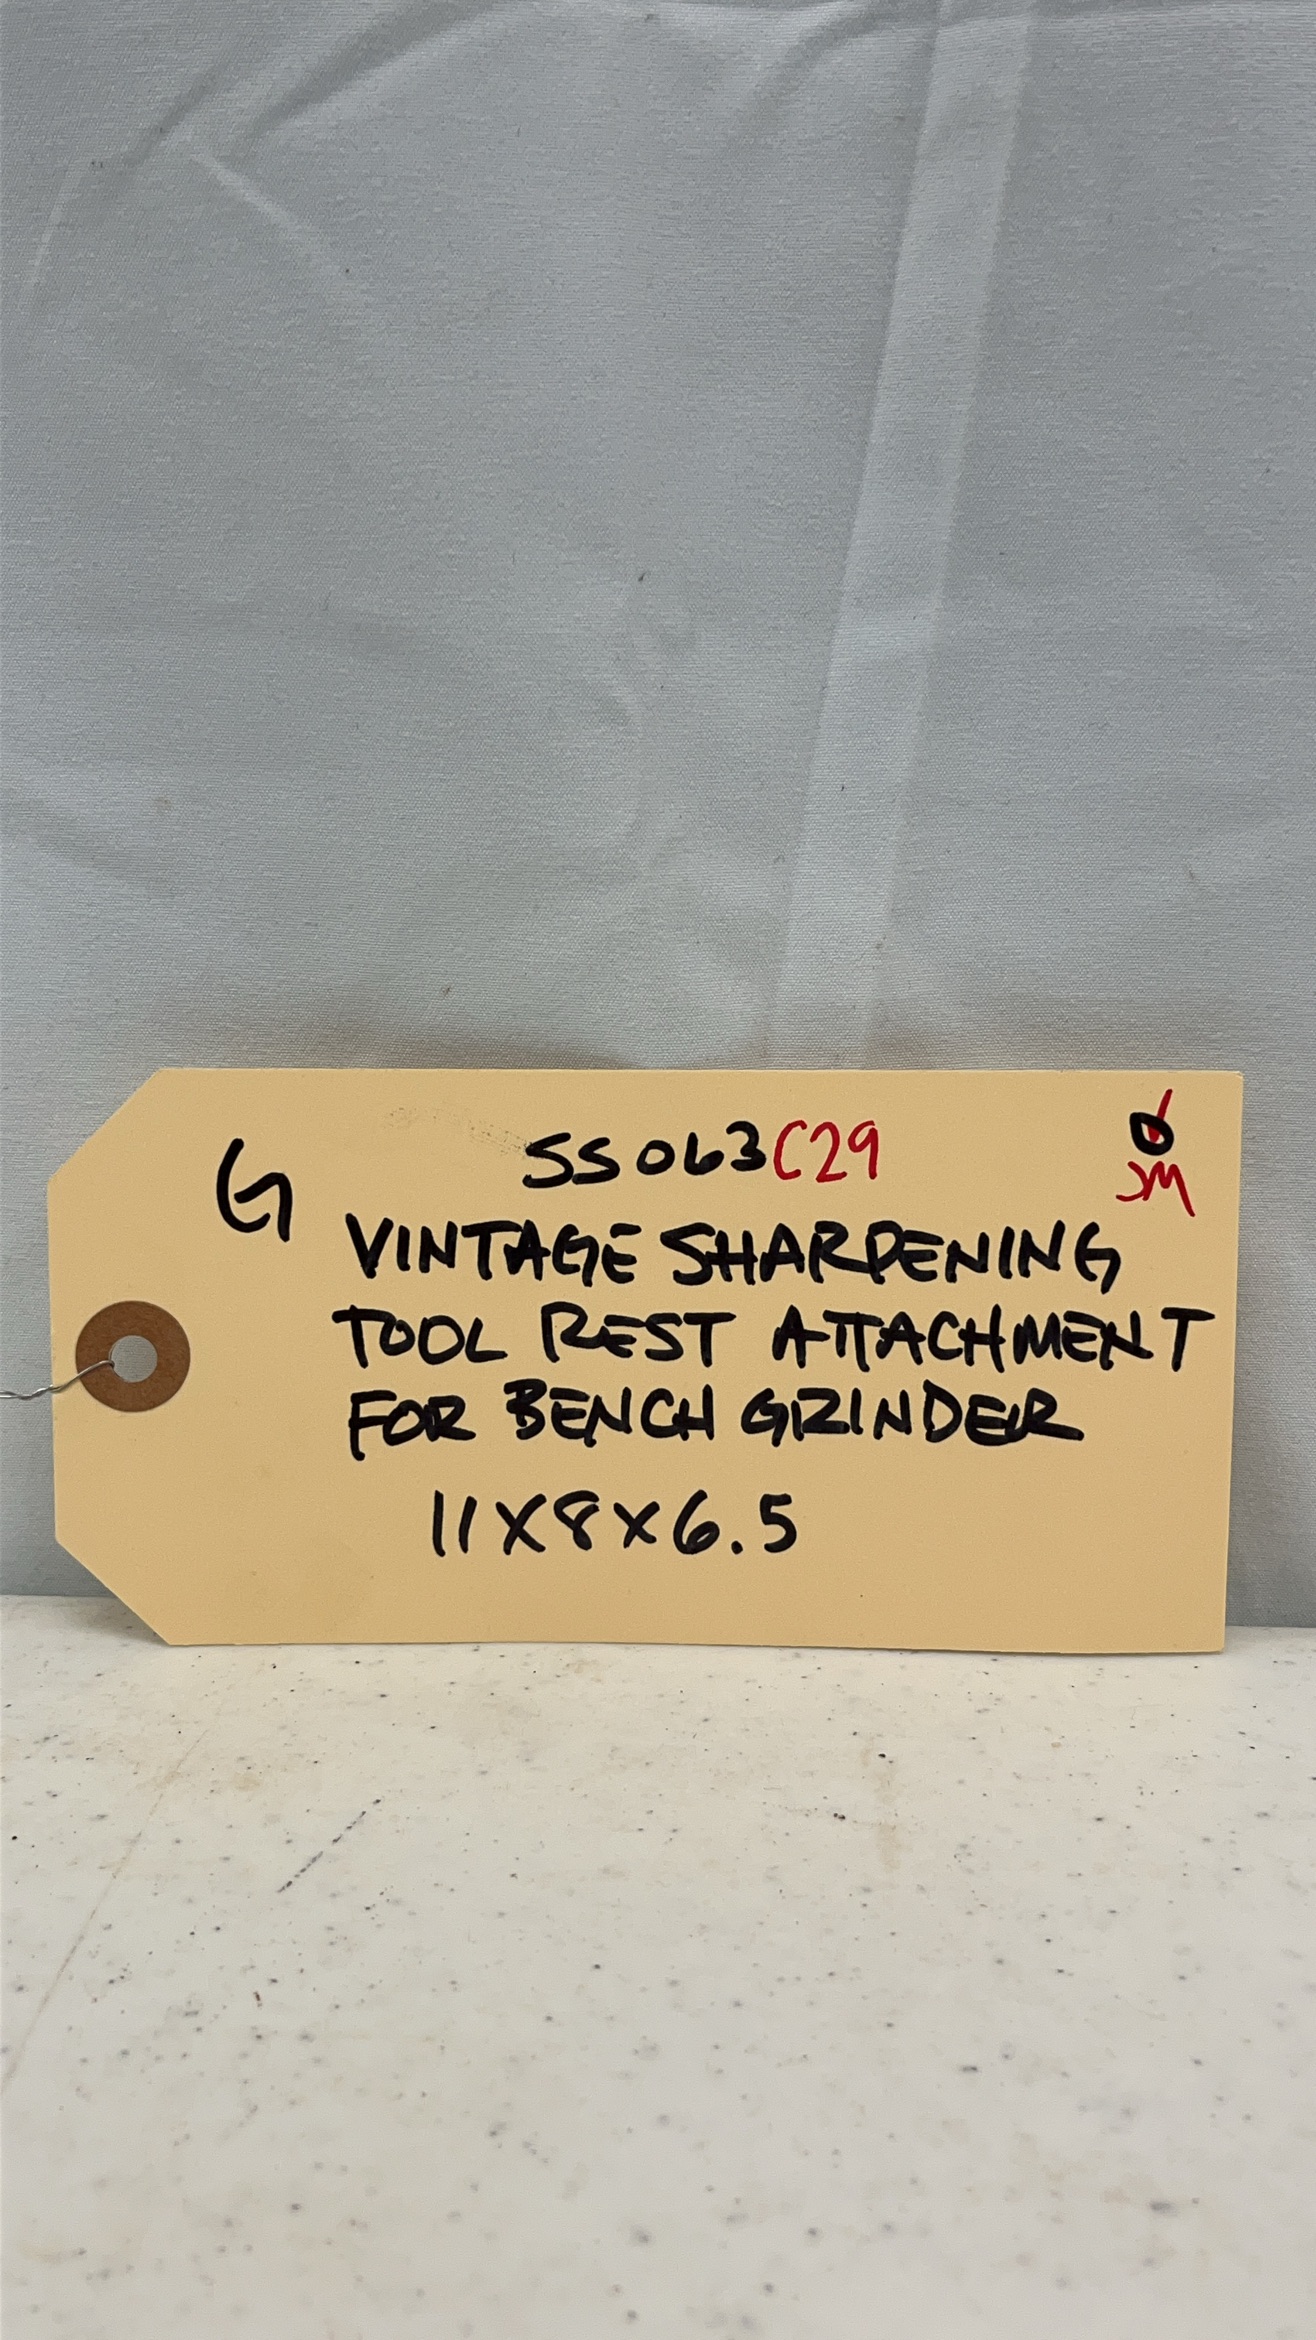 G
SS063C29
JM
VINTAGE SHARPENING
TOOL REST ATTACHMENT
FOR BENCH GRINDER
11X8X6.5